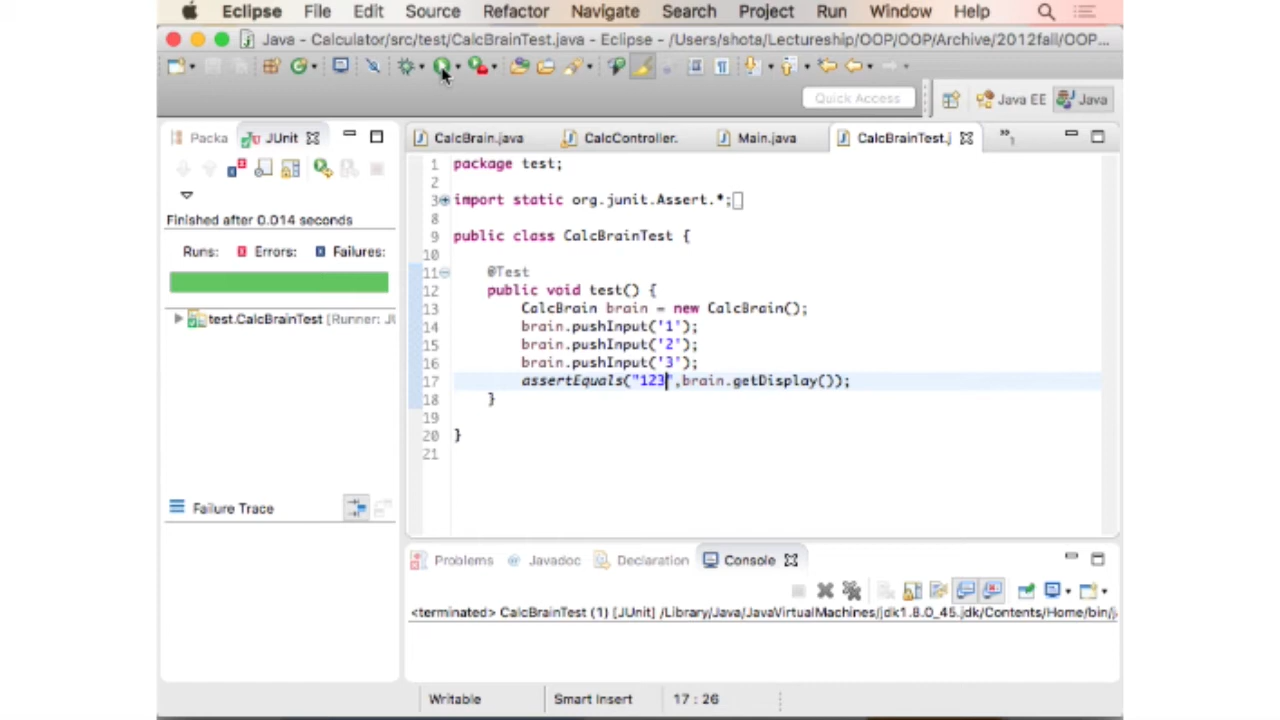 Eclipse File Edit Source Refactor Navigate Search Project Run Window Help
Java - Calculator/src/test/CalcBrainTest.java - Eclipse - /Users/shota/Lectureship/OOP/OOP/Archive/2012fall/OOP...
Quick Access
Java EE
Java
Packa
JUnit
CalcBrain.java
CalcController.
Main.java
CalcBrainTest.j
»1
Finished after 0.014 seconds
Runs: Errors: Failures:
test.CalcBrainTest [Runner: JU
Failure Trace
1 package test;
2
3 import static org.junit.Assert.*;
8
9 public class CalcBrainTest {
10
11 @Test
12 public void test() {
13 CalcBrain brain = new CalcBrain();
14 brain.pushInput('1');
15 brain.pushInput('2');
16 brain.pushInput('3');
17 assertEquals("123",brain.getDisplay());
18 }
19
20 }
21
Problems @ Javadoc Declaration Console
<terminated> CalcBrainTest (1) [JUnit] /Library/Java/JavaVirtualMachines/jdk1.8.0_45.jdk/Contents/Home/bin/j
Writable Smart Insert 17 : 26